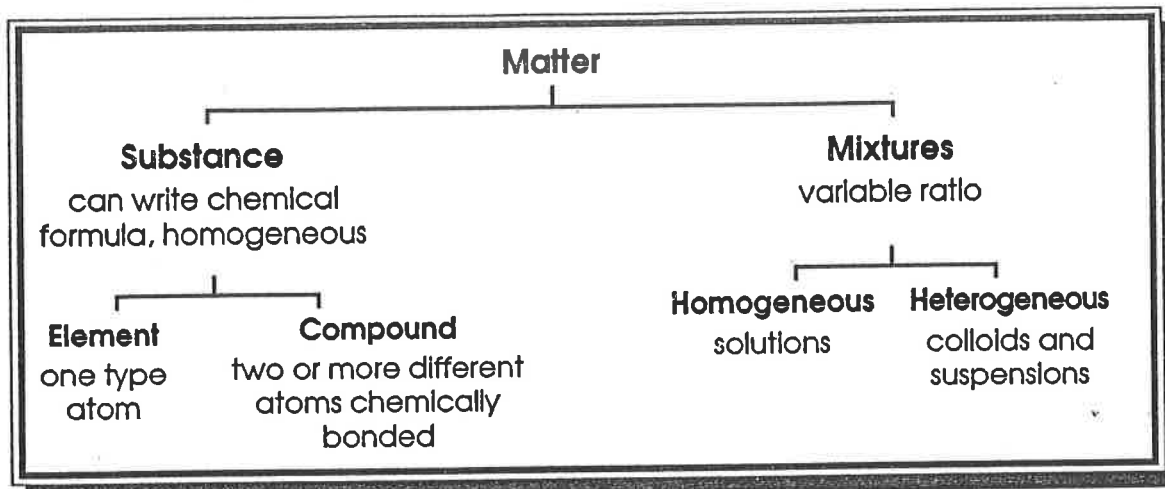 Matter
Substance
can write chemical
formula, homogeneous
Mixtures
variable ratio
Element
one type
atom
Compound
two or more different
atoms chemically
bonded
Homogeneous
solutions
Heterogeneous
colloids and
suspensions